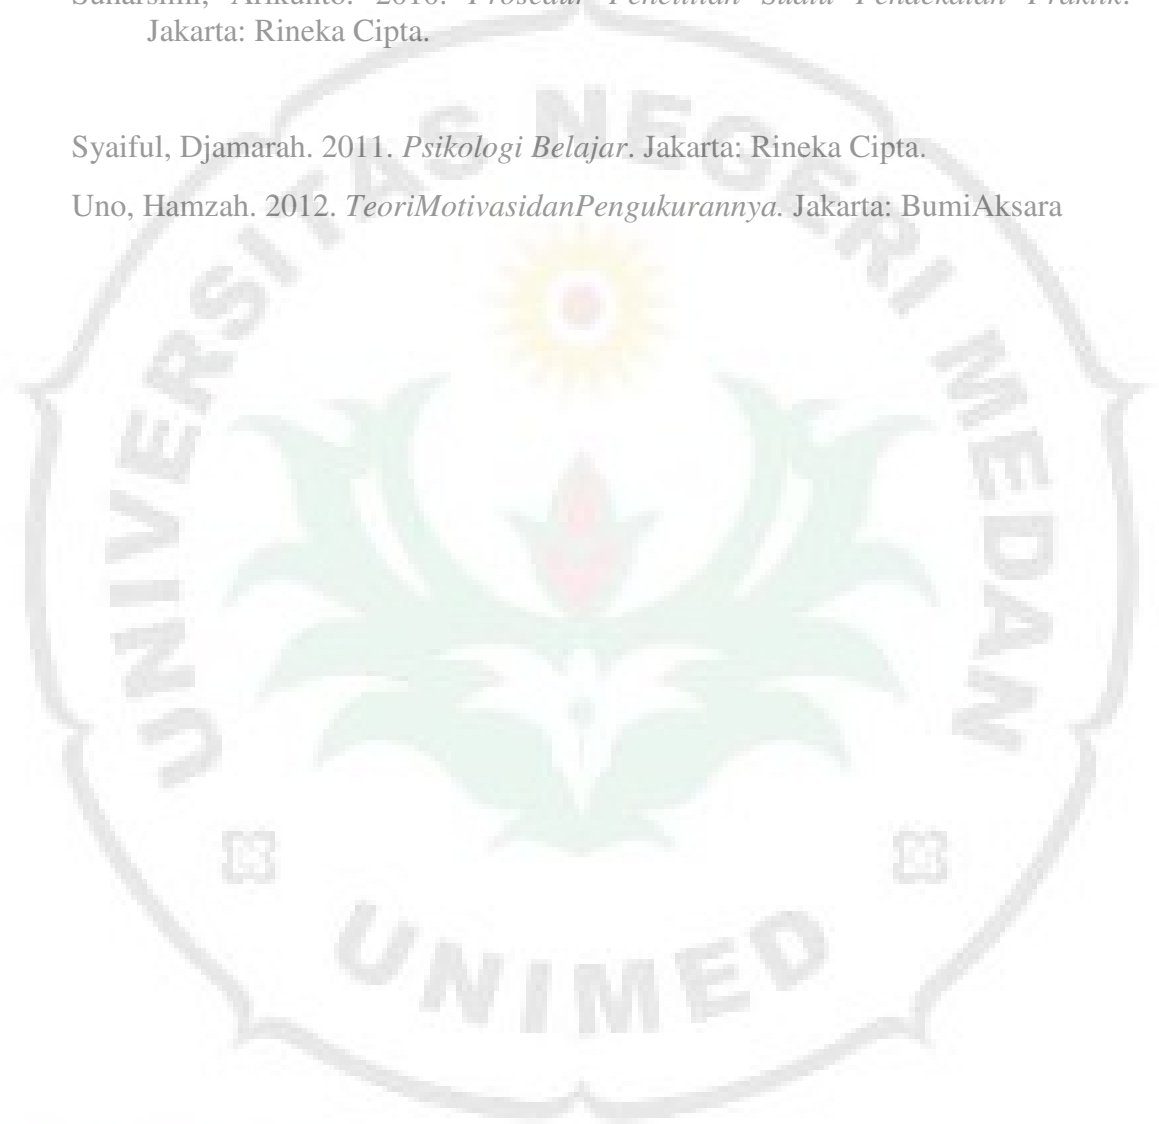 Suharsimi, Arikunto. Prosedur Penelitian Suatu Pendekatan Praktik.
Jakarta: Rineka Cipta.
Syaiful, Djamarah. 2011. Psikologi Belajar. Jakarta: Rineka Cipta.
Uno, Hamzah. 2012. TeoriMotivasidanPengukurannya. Jakarta: BumiAksara
UNIVERSITAS NEGERI MEDAN
UNIMED